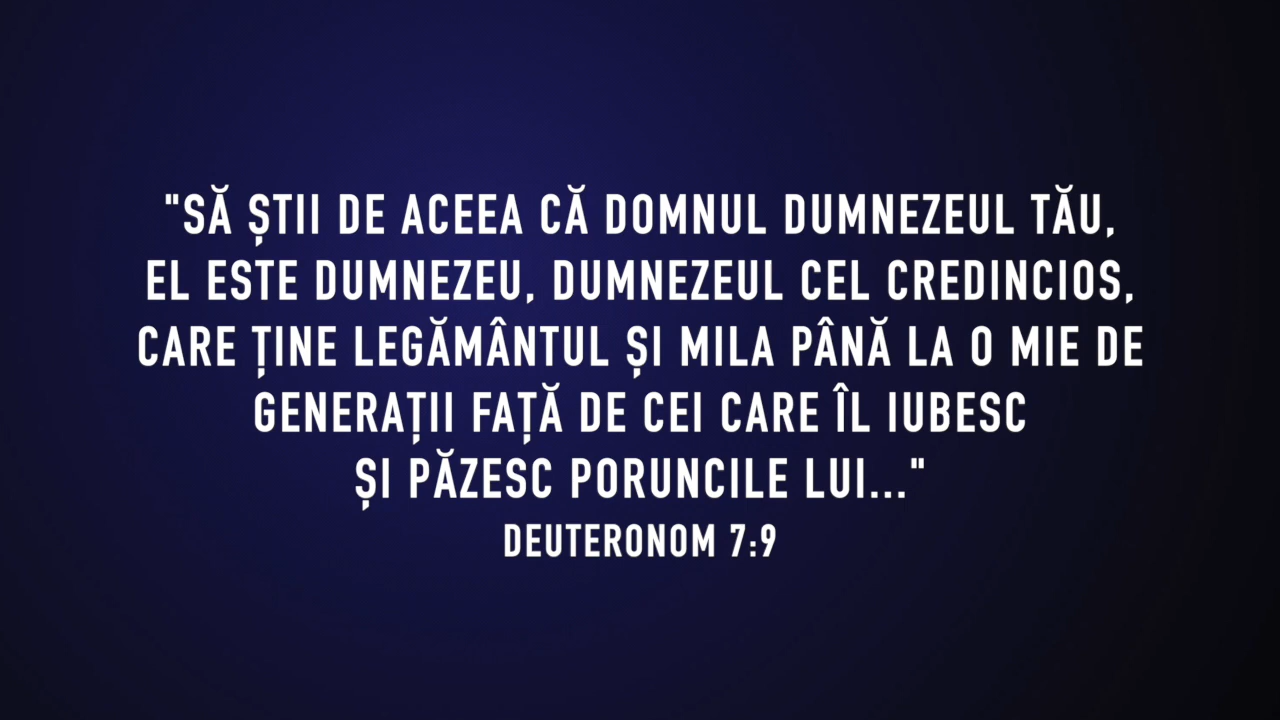 "SĂ ȘTII DE ACEEA CĂ DOMNUL DUMNEZEUL TĂU,
EL ESTE DUMNEZEU, DUMNEZEUL CEL CREDINCIOS,
CARE ȚINE LEGĂMÂNTUL ȘI MILA PÂNĂ LA O MIE DE
GENERAȚII FAȚĂ DE CEI CARE ÎL IUBESC
ȘI PĂZESC PORUNCILE LUI..."
DEUTERONOM 7:9